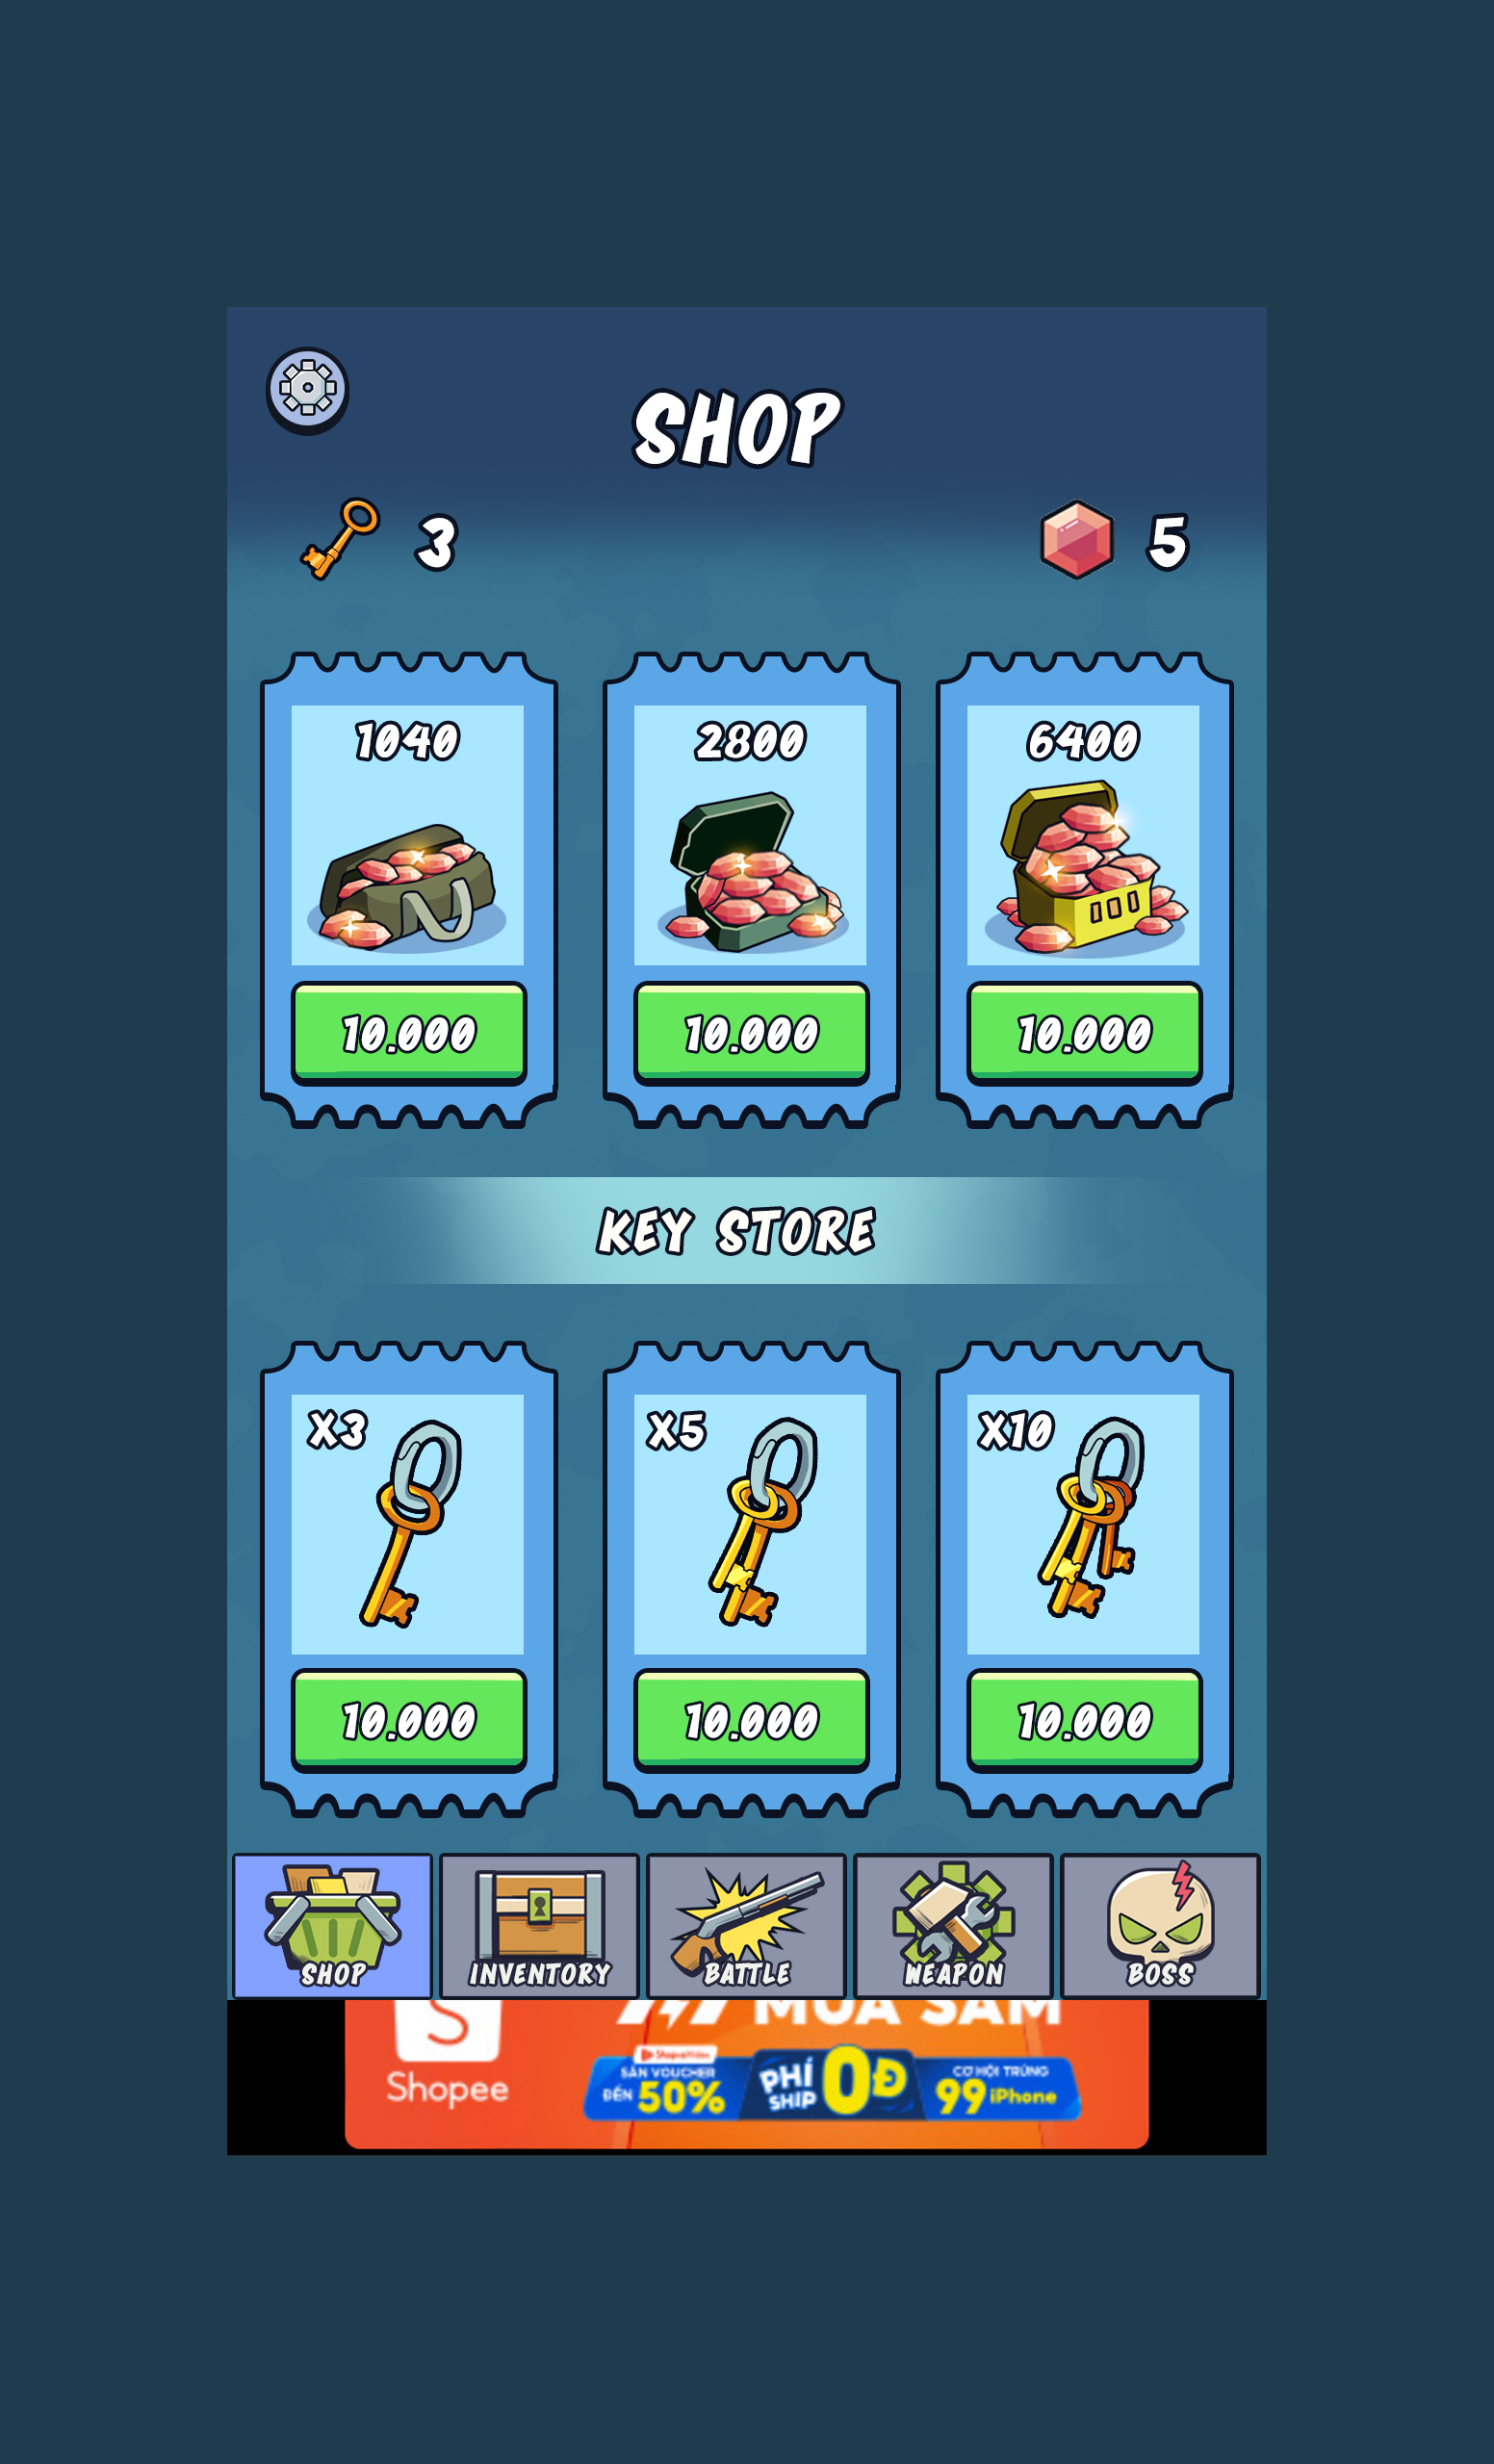 SHOP
3
5
1040
2800
6400
10.000
10.000
10.000
KEY STORE
X3
X5
X10
10.000
10.000
10.000
SHOP
INVENTORY
BATTLE
WEAPON
BOSS
MUA SẮM
S
Shopee
SĂN VOUCHER
ĐẾN 50%
PHÍ
SHIP
0Đ
CƠ HỘI TRÚNG
99 iPhone